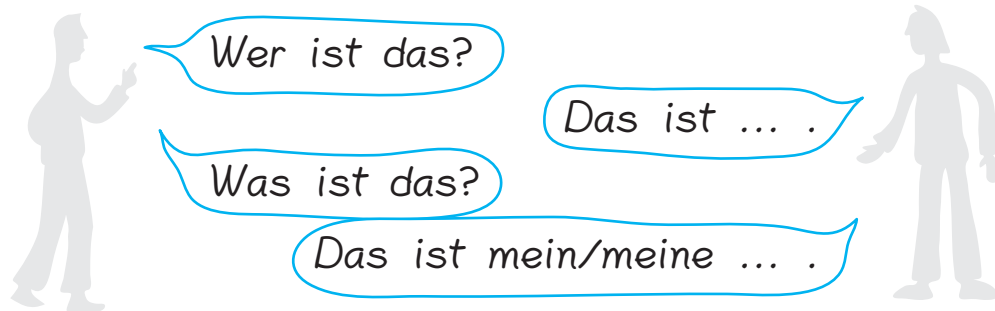 Wer ist das?
Das ist ... .
Was ist das?
Das ist mein/meine ... .